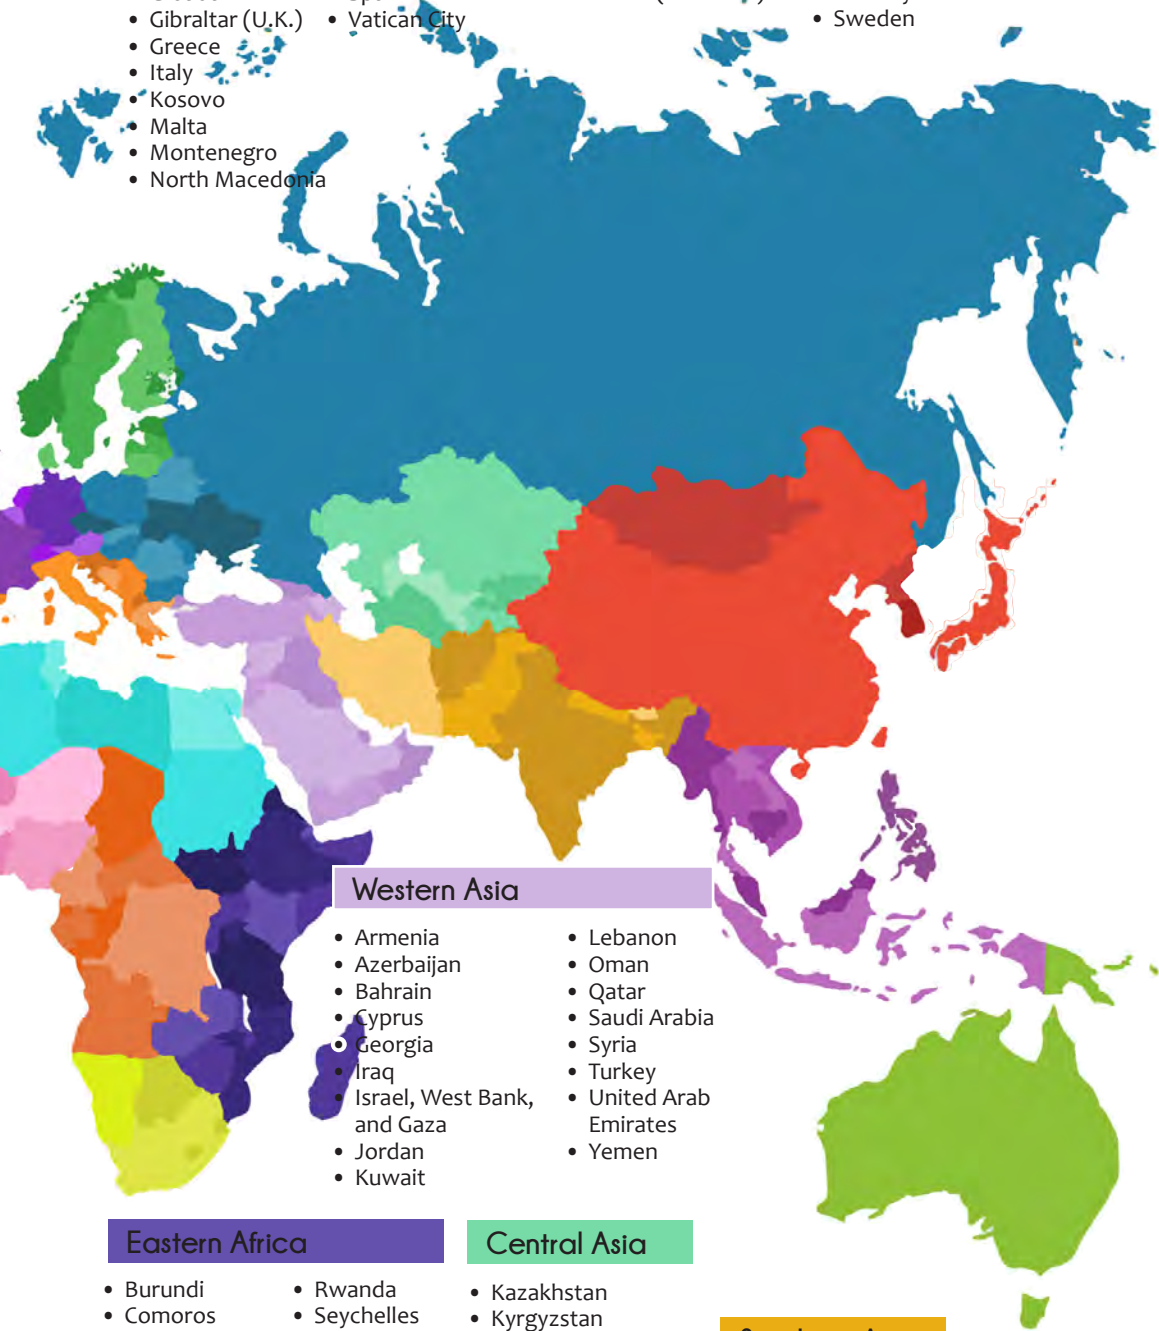 • Gibraltar (U.K.)
• Greece
• Italy
• Kosovo
• Malta
• Montenegro
• North Macedonia
• Vatican City
• Sweden
Western Asia
• Armenia
• Azerbaijan
• Bahrain
• Cyprus
• Georgia
• Iraq
• Israel, West Bank,
and Gaza
• Jordan
• Kuwait
• Lebanon
• Oman
• Qatar
• Saudi Arabia
• Syria
• Turkey
• United Arab
Emirates
• Yemen
Eastern Africa
• Burundi
• Comoros
• Rwanda
• Seychelles
Central Asia
• Kazakhstan
• Kyrgyzstan